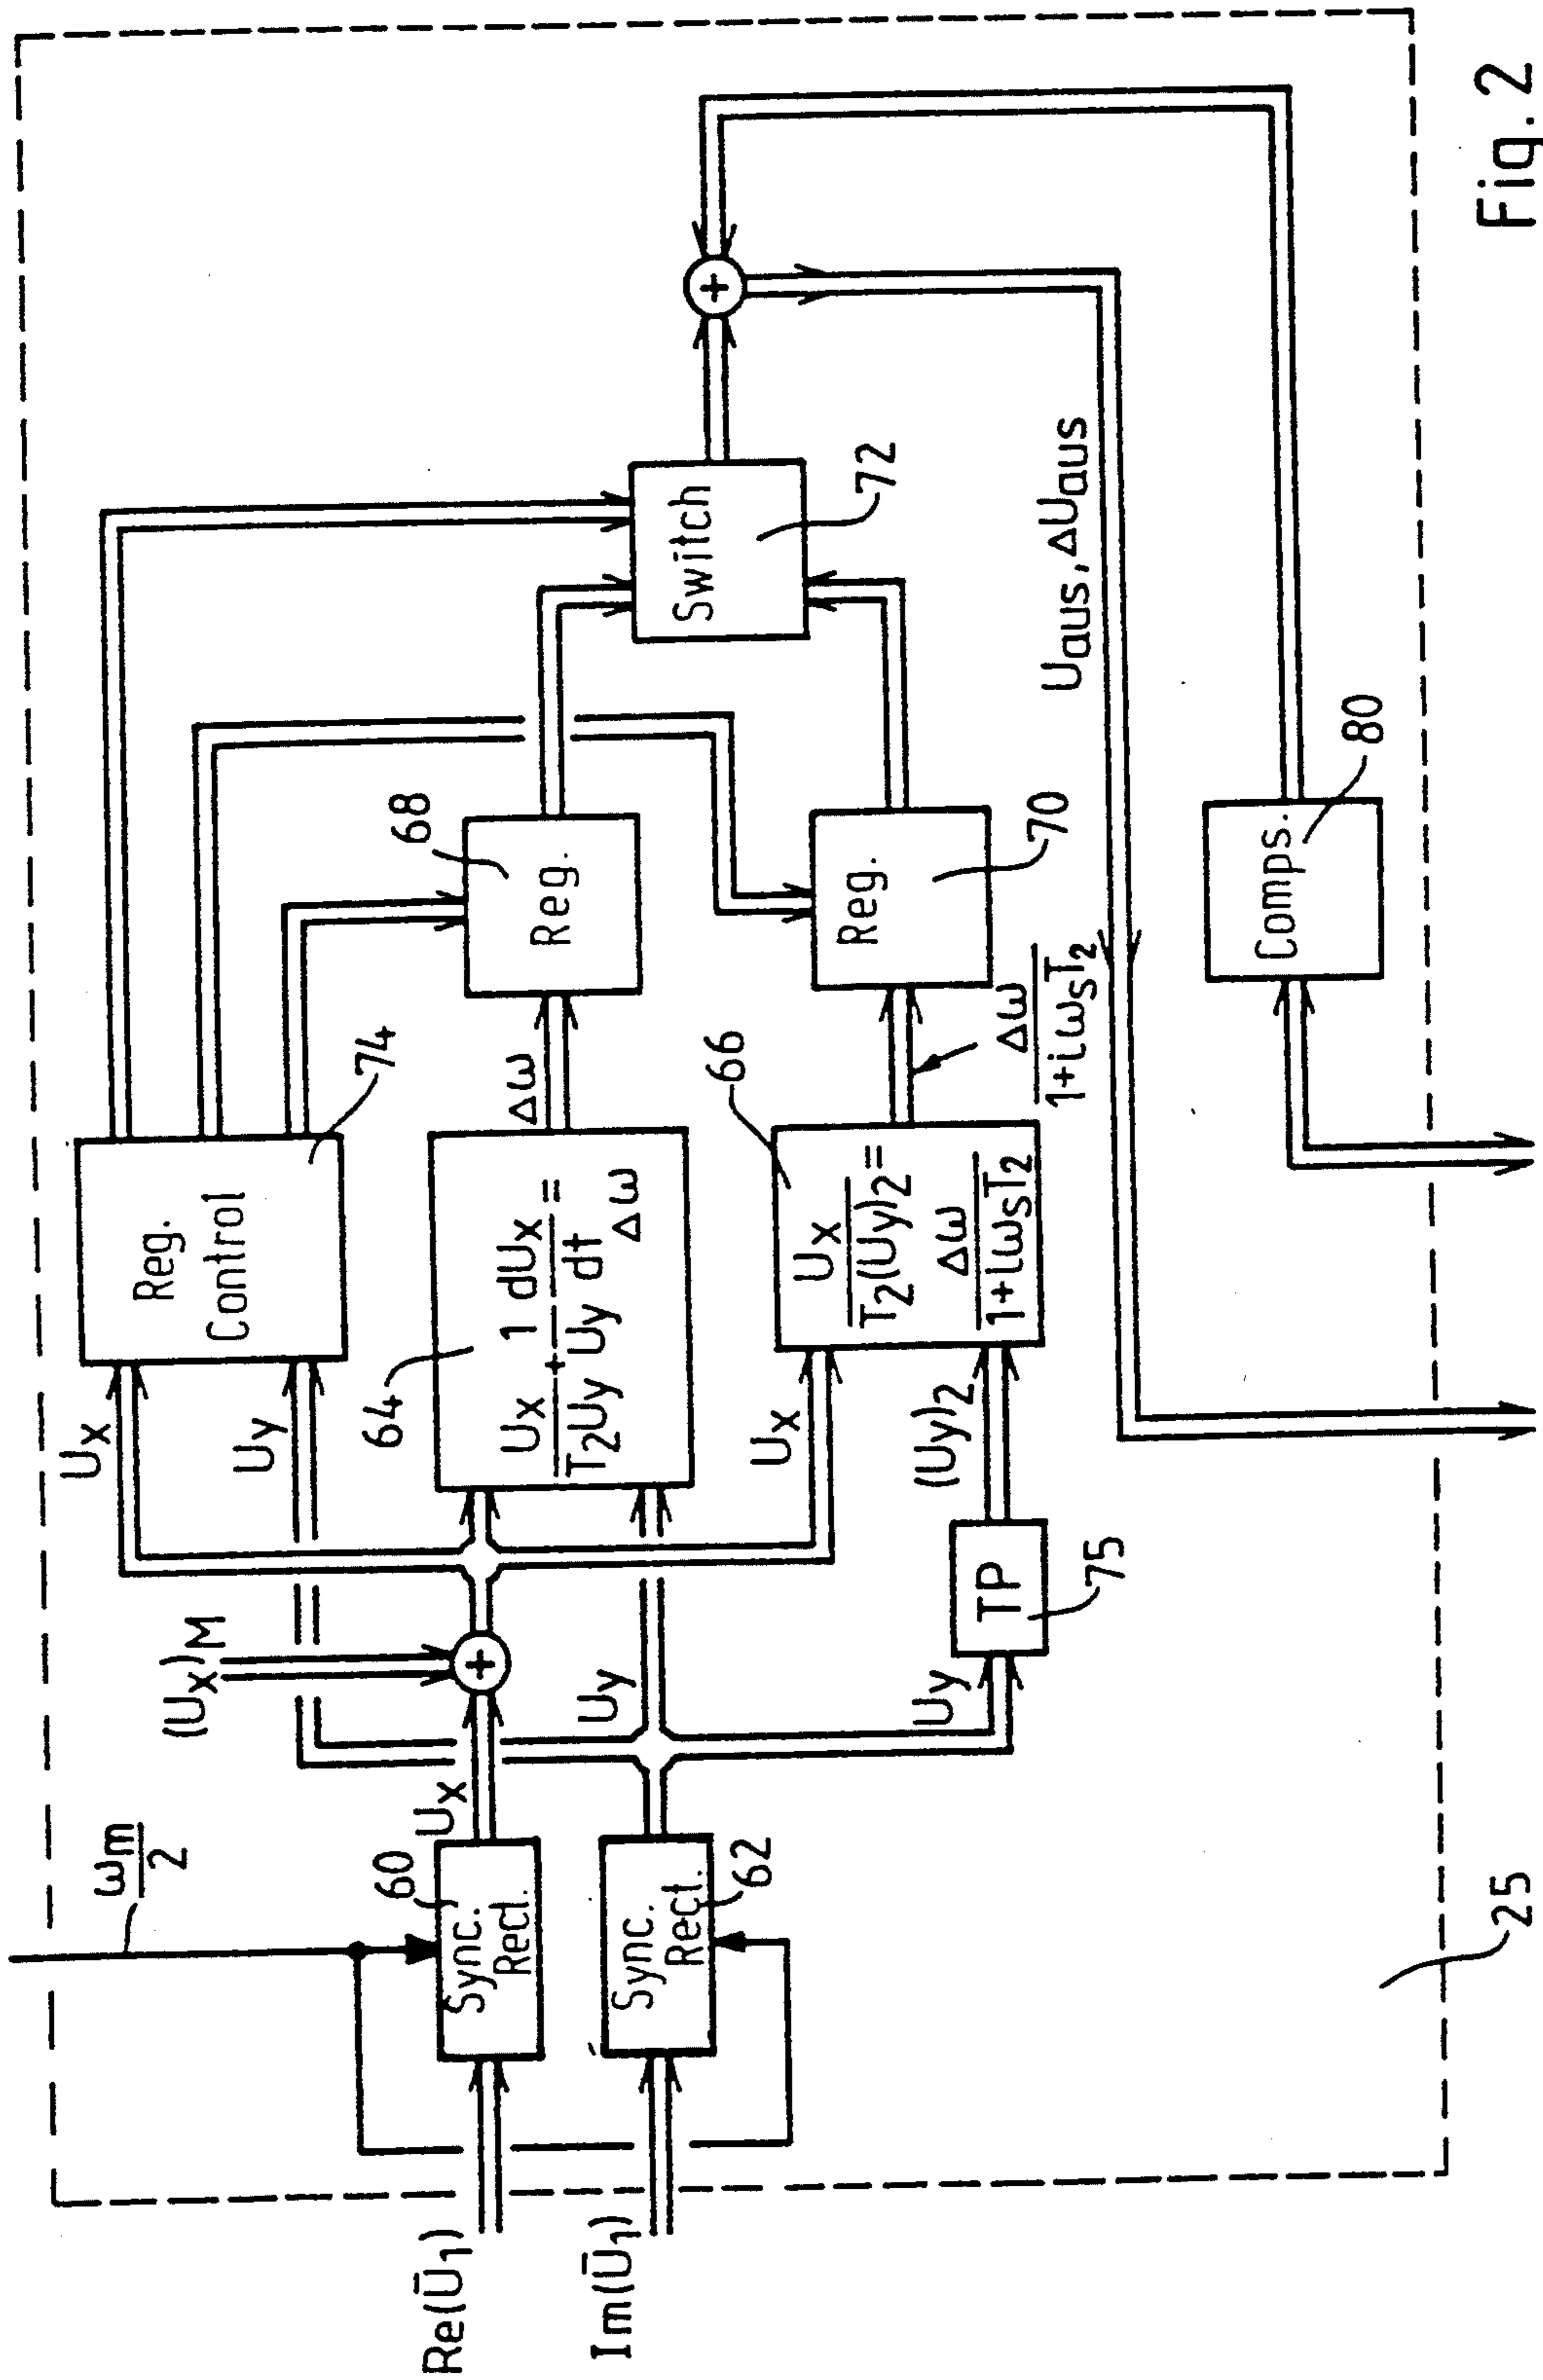 Re(Ū₁)
Im(Ū₁)
ωm
2
60
Sync.
Rect.
Sync.
Rect.
62
Ux
(Ux)M
Uy
Uy
TP
75
Ux
Uy
Reg.
Control
74
64
Ux/T₂Uy + 1/Uy dUx/dt =
Δω
Ux
(Uy)₂
66
Ux/T₂(Uy)₂ =
Δω/1+iωsT₂
Δω
Δω/1+iωsT₂
68
Reg.
Reg.
70
Switch
72
+
+
Uaus, ΔUaus
Comps.
80
25
Fig. 2